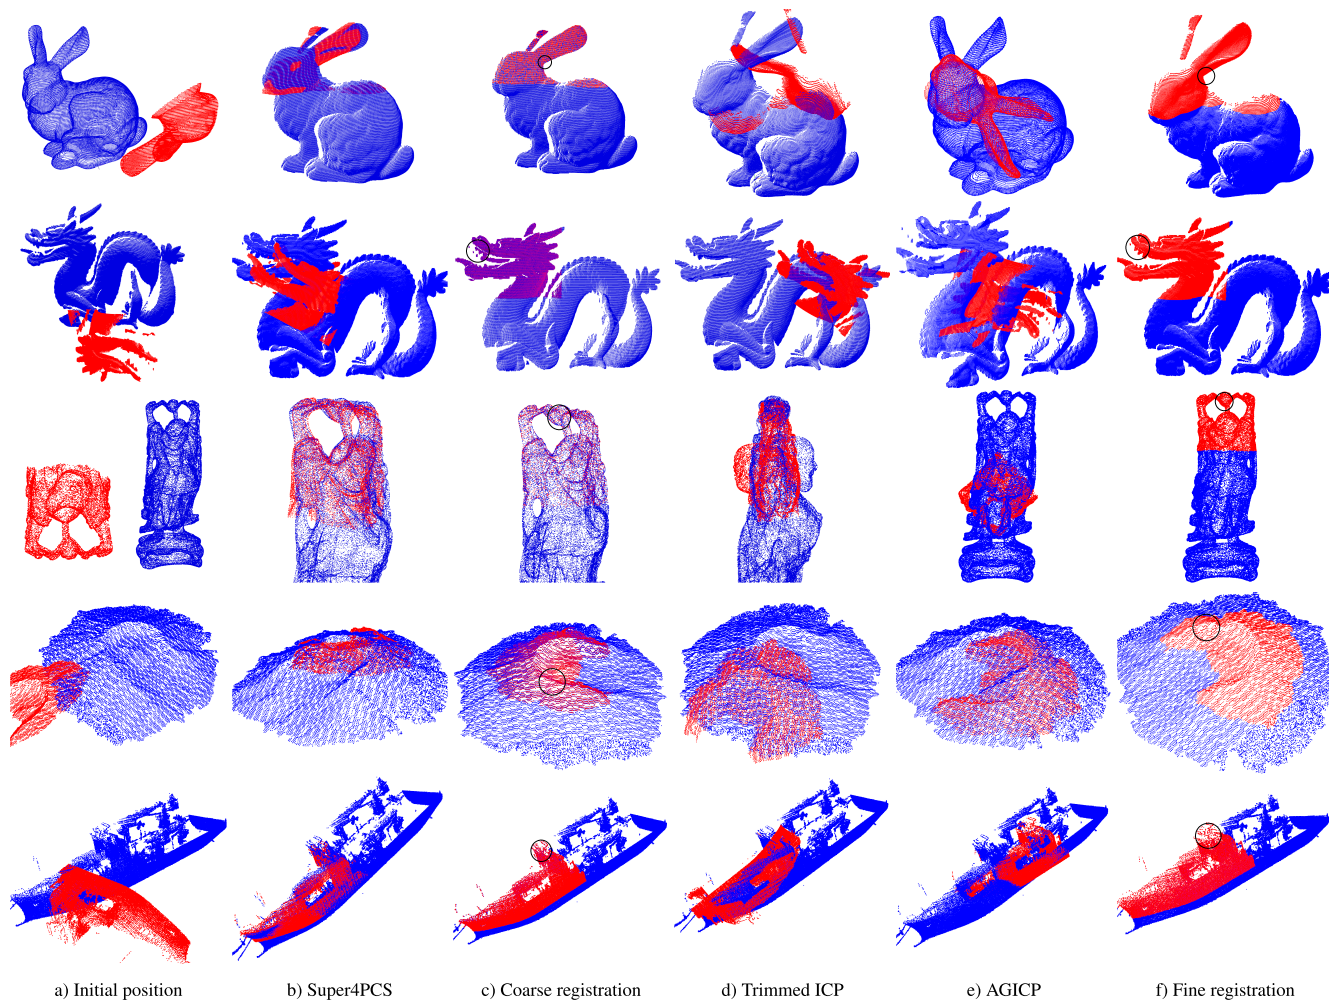 a) Initial position
b) Super4PCS
c) Coarse registration
d) Trimmed ICP
e) AGICP
f) Fine registration